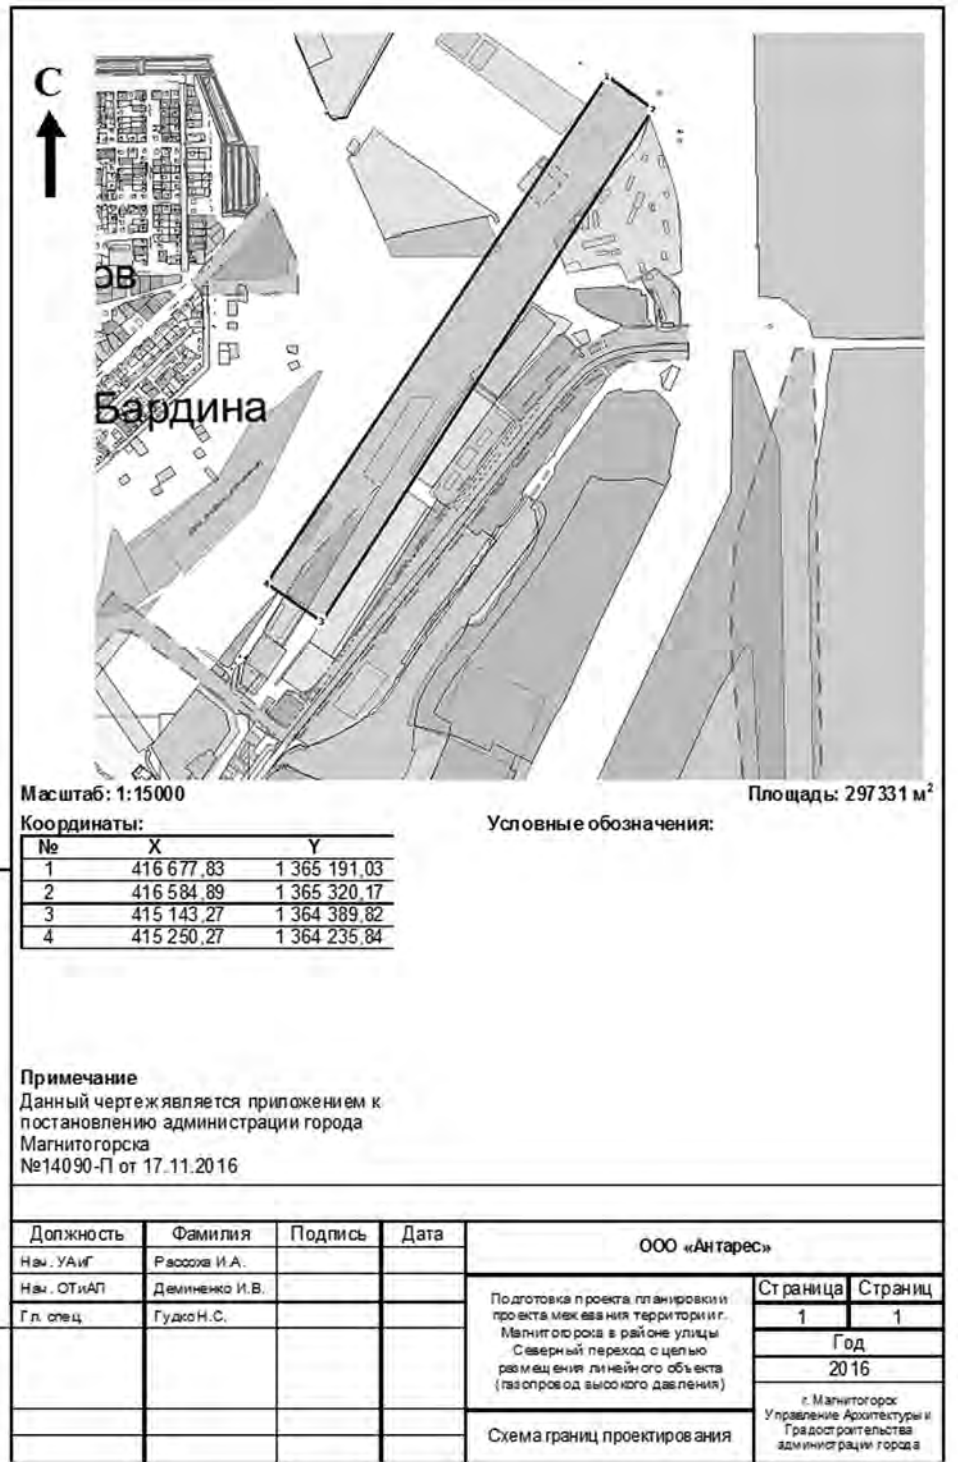 С
1
2
ов
Бардина
4
3
Масштаб: 1:15000
Площадь: 297331 м²
Координаты:
Условные обозначения:
№ X Y
1 416 677,83 1 365 191,03
2 416 584,89 1 365 320,17
3 415 143,27 1 364 389,82
4 415 250,27 1 364 235,84
Примечание
Данный чертеж является приложением к
постановлению администрации города
Магнитогорска
№14090-П от 17.11.2016
Должность Фамилия Подпись Дата
Нач. УАиГ Рассоха И.А.
Нач. ОТиАП Деминенко И.В.
Гл. спец. Гудко Н.С.
ООО «Антарес»
Подготовка проекта планировки и
проекта межевания территории г.
Магнитогорска в районе улицы
Северный переход с целью
размещения линейного объекта
(газопровод высокого давления)
Страница Страниц
1 1
Год
2016
Схема границ проектирования
г. Магнитогорск
Управление Архитектуры и
Градостроительства
администрации города